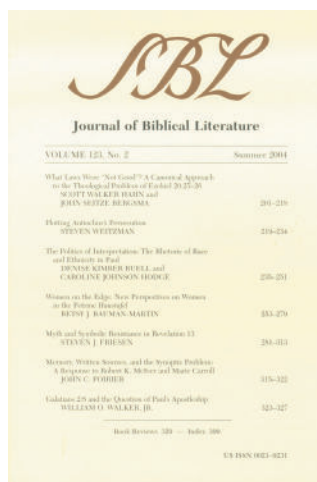 SBL
Journal of Biblical Literature
VOLUME 123, No. 2 Summer 2004
What Laws Were "Not Good"? A Canonical Approach
to the Theological Problem of Ezekiel 20:25–26
SCOTT WALKER HAHN and
JOHN SEITZE BERGSMA 201–218
Plotting Antiochus's Persecution
STEVEN WEITZMAN 219–234
The Politics of Interpretation: The Rhetoric of Race
and Ethnicity in Paul
DENISE KIMBER BUELL and
CAROLINE JOHNSON HODGE 235–251
Women on the Edge: New Perspectives on Women
in the Petrine Haustafel
BETSY J. BAUMAN-MARTIN 253–279
Myth and Symbolic Resistance in Revelation 13
STEVEN J. FRIESEN 281–313
Memory, Written Sources, and the Synoptic Problem:
A Response to Robert K. McIver and Marie Carroll
JOHN C. POIRIER 315–322
Galatians 2:8 and the Question of Paul's Apostleship
WILLIAM O. WALKER, JR. 323–327
Book Reviews — Index
US ISSN 0021–9231